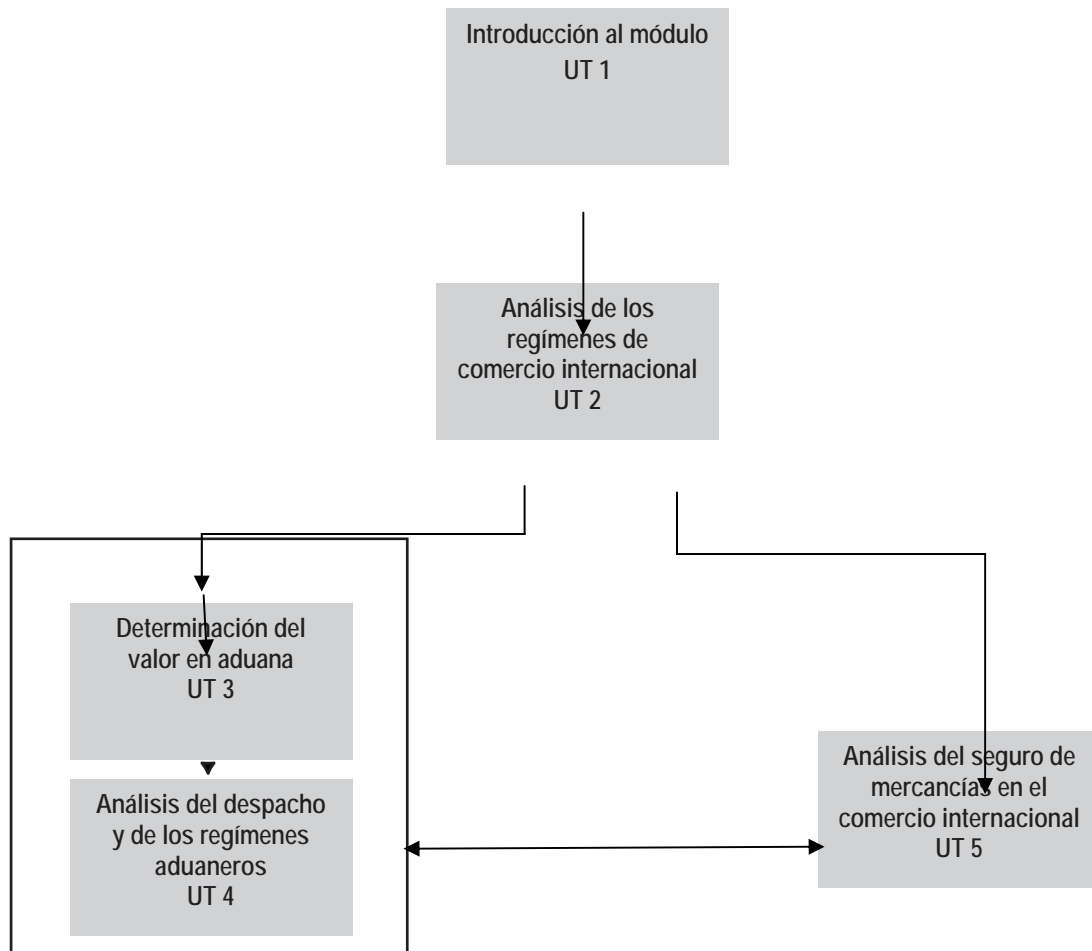 Introducción al módulo
UT 1
Análisis de los
regímenes de
comercio internacional
UT 2
Determinación del
valor en aduana
UT 3
Análisis del despacho
y de los regímenes
aduaneros
UT 4
Análisis del seguro de
mercancías en el
comercio internacional
UT 5